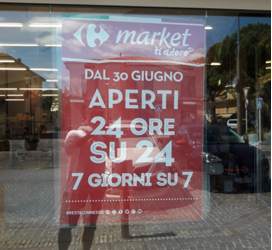 market
ti adoro
DAL 30 GIUGNO
APERTI
24 ORE
SU 24
7 GIORNI SU 7